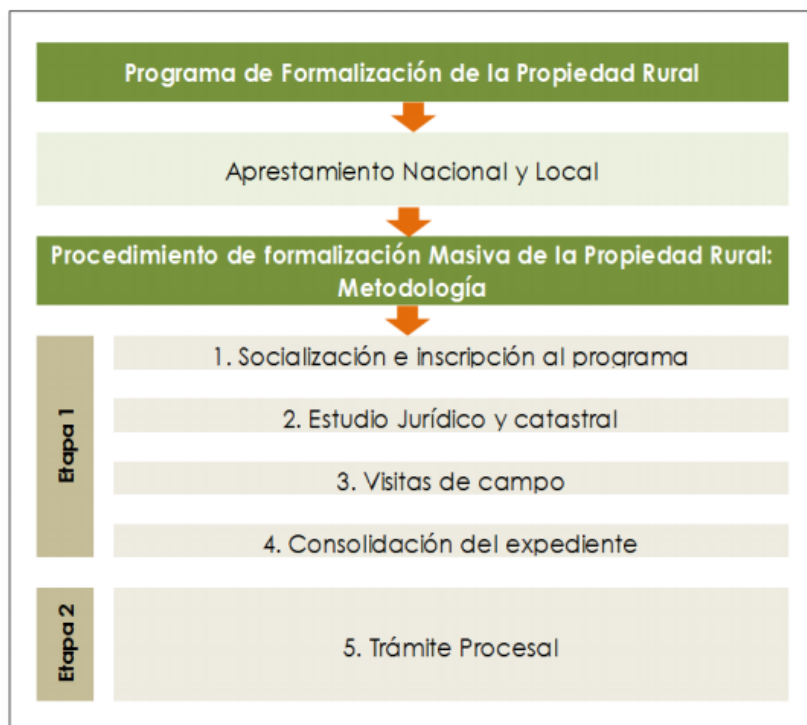 Programa de Formalización de la Propiedad Rural
Aprestamiento Nacional y Local
Procedimiento de formalización Masiva de la Propiedad Rural:
Metodología
Etapa 1
1. Socialización e inscripción al programa
2. Estudio Jurídico y catastral
3. Visitas de campo
4. Consolidación del expediente
Etapa 2
5. Trámite Procesal